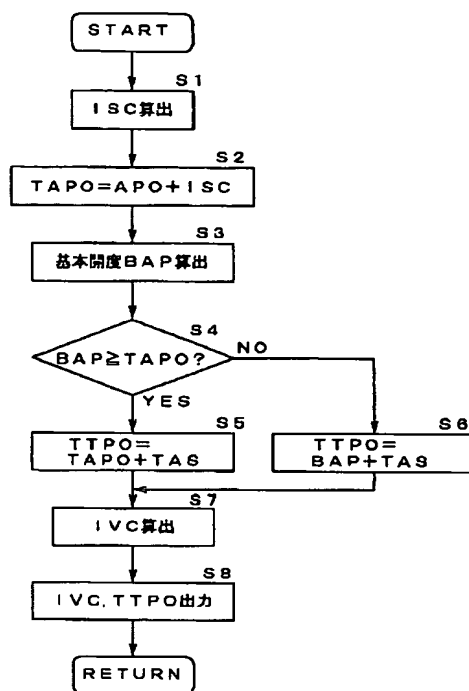 START
S1
ISC算出
S2
TAPO=APO+ISC
S3
基本開度BAP算出
S4
BAP≧TAPO?
NO
YES
S5
TTPO=
TAPO+TAS
S6
TTPO=
BAP+TAS
S7
IVC算出
S8
IVC,TTPO出力
RETURN